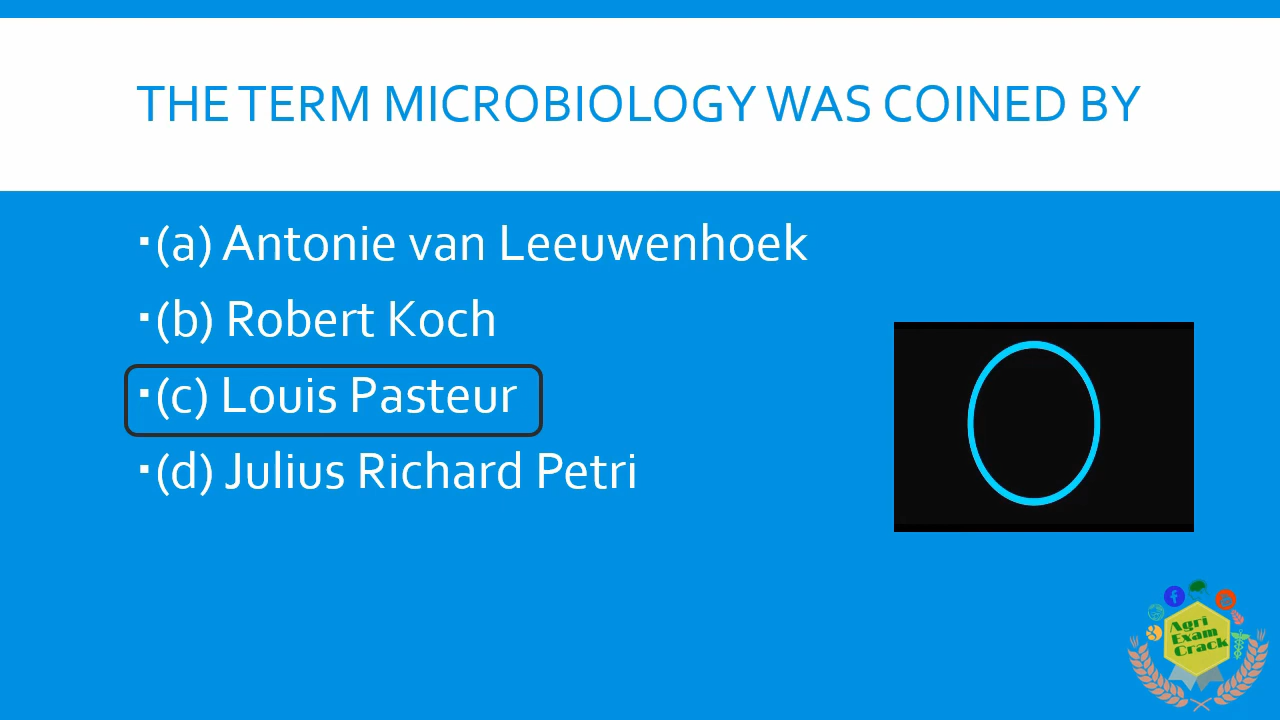 THE TERM MICROBIOLOGY WAS COINED BY
▪(a) Antonie van Leeuwenhoek
▪(b) Robert Koch
▪(c) Louis Pasteur
▪(d) Julius Richard Petri
Agri
Exam
Crack